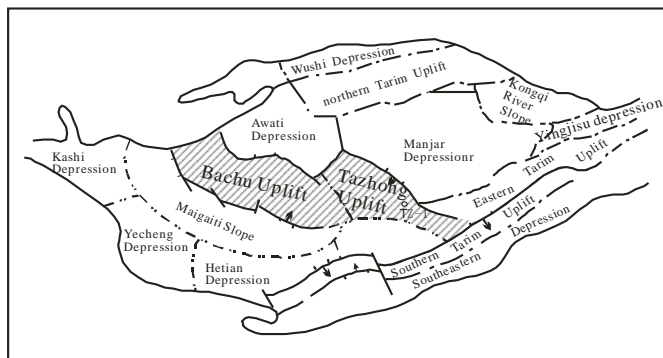 Wushi Depression
northern Tarim Uplift
Kongqi
River
Slope
Yingjisu depression
Awati
Depression
Manjar
Depressionr
Kashi
Depression
Bachu Uplift
Tazhong
Uplift
Eastern Tarim Uplift
Maigaiti Slope
Yecheng
Depression
Hetian
Depression
Southern Tarim Uplift
Southeastern Depression